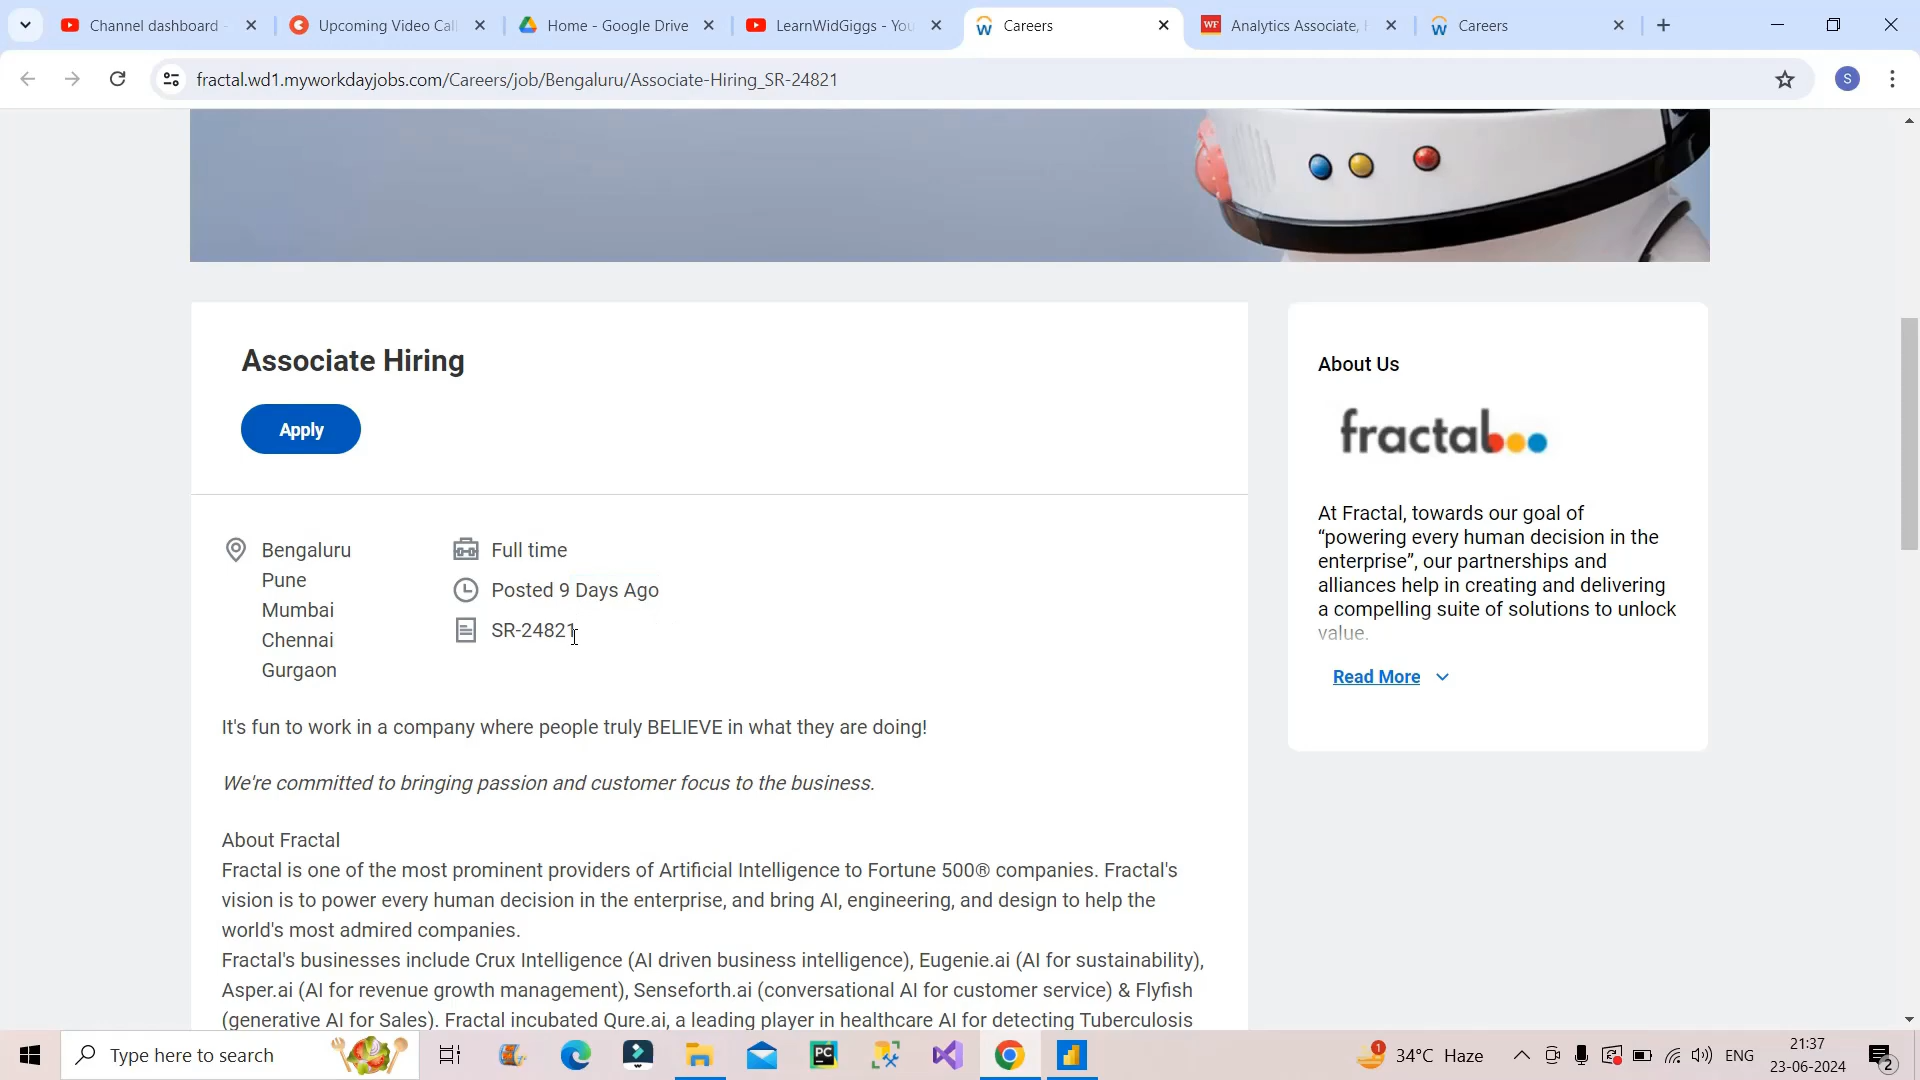 Channel dashboard
Upcoming Video Cal
Home - Google Drive
LearnWidGiggs - You
Careers
WF
Analytics Associate,
Careers
fractal.wd1.myworkdayjobs.com/Careers/job/Bengaluru/Associate-Hiring_SR-24821
S
Associate Hiring
Apply
Bengaluru
Pune
Mumbai
Chennai
Gurgaon
Full time
Posted 9 Days Ago
SR-24821
It's fun to work in a company where people truly BELIEVE in what they are doing!
We're committed to bringing passion and customer focus to the business.
About Fractal
Fractal is one of the most prominent providers of Artificial Intelligence to Fortune 500® companies. Fractal's
vision is to power every human decision in the enterprise, and bring AI, engineering, and design to help the
world's most admired companies.
Fractal's businesses include Crux Intelligence (AI driven business intelligence), Eugenie.ai (AI for sustainability),
Asper.ai (AI for revenue growth management), Senseforth.ai (conversational AI for customer service) & Flyfish
(generative AI for Sales). Fractal incubated Qure.ai, a leading player in healthcare AI for detecting Tuberculosis
About Us
fractal
At Fractal, towards our goal of
“powering every human decision in the
enterprise”, our partnerships and
alliances help in creating and delivering
a compelling suite of solutions to unlock
value.
Read More
Type here to search
PC
1
34°C Haze
ENG
21:37
23-06-2024
2